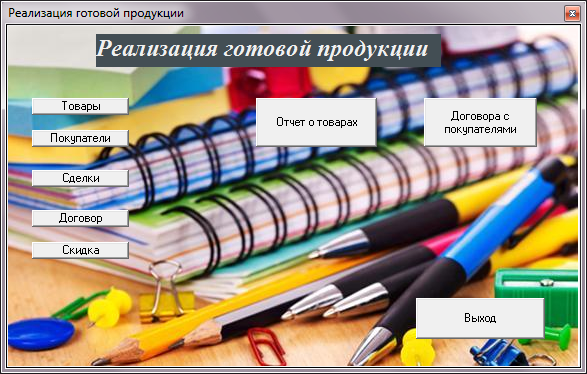 Реализация готовой продукции
Реализация готовой продукции
Товары
Покупатели
Сделки
Договор
Скидка
Отчет о товарах
Договора с
покупателями
Выход